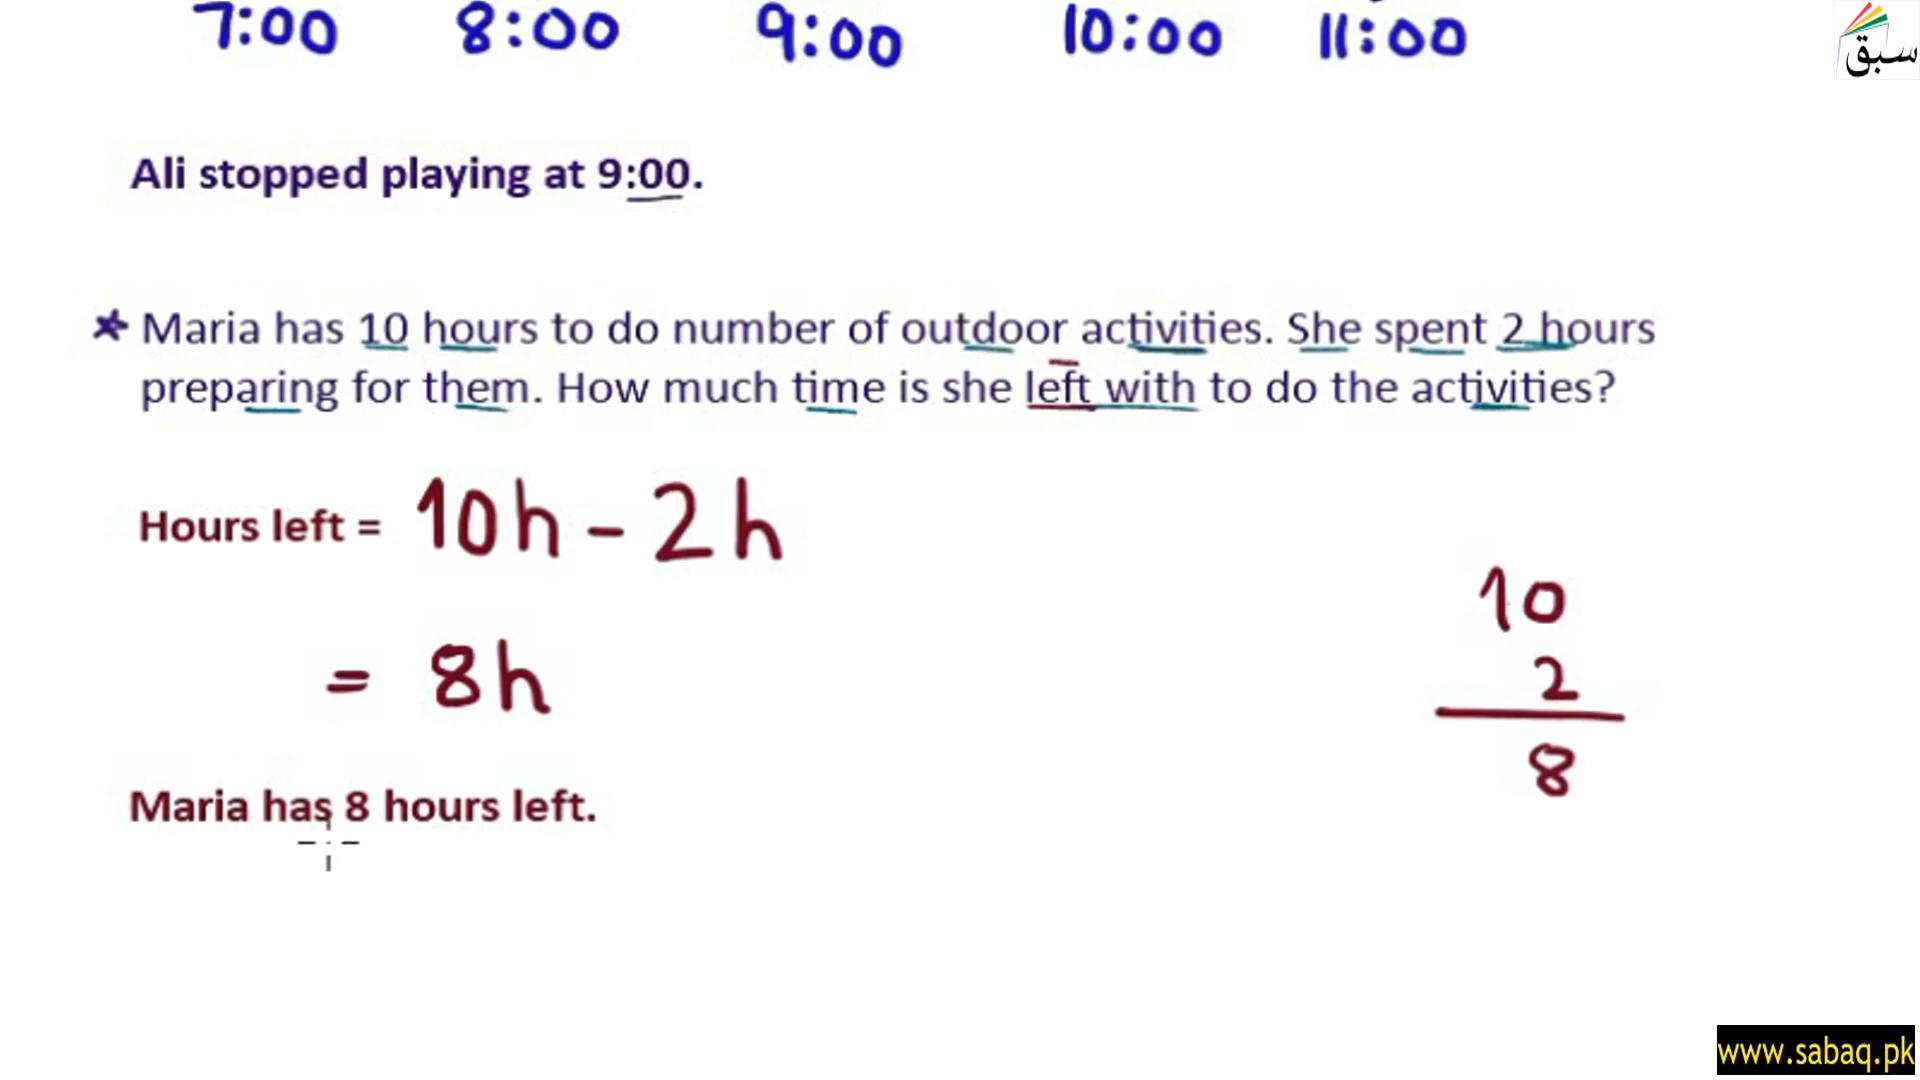 7:00 8:00 9:00 10:00 11:00
سبق
Ali stopped playing at 9:00.
* Maria has 10 hours to do number of outdoor activities. She spent 2 hours
preparing for them. How much time is she left with to do the activities?
Hours left = 10h - 2h
= 8h
10
2
8
Maria has 8 hours left.
www.sabaq.pk